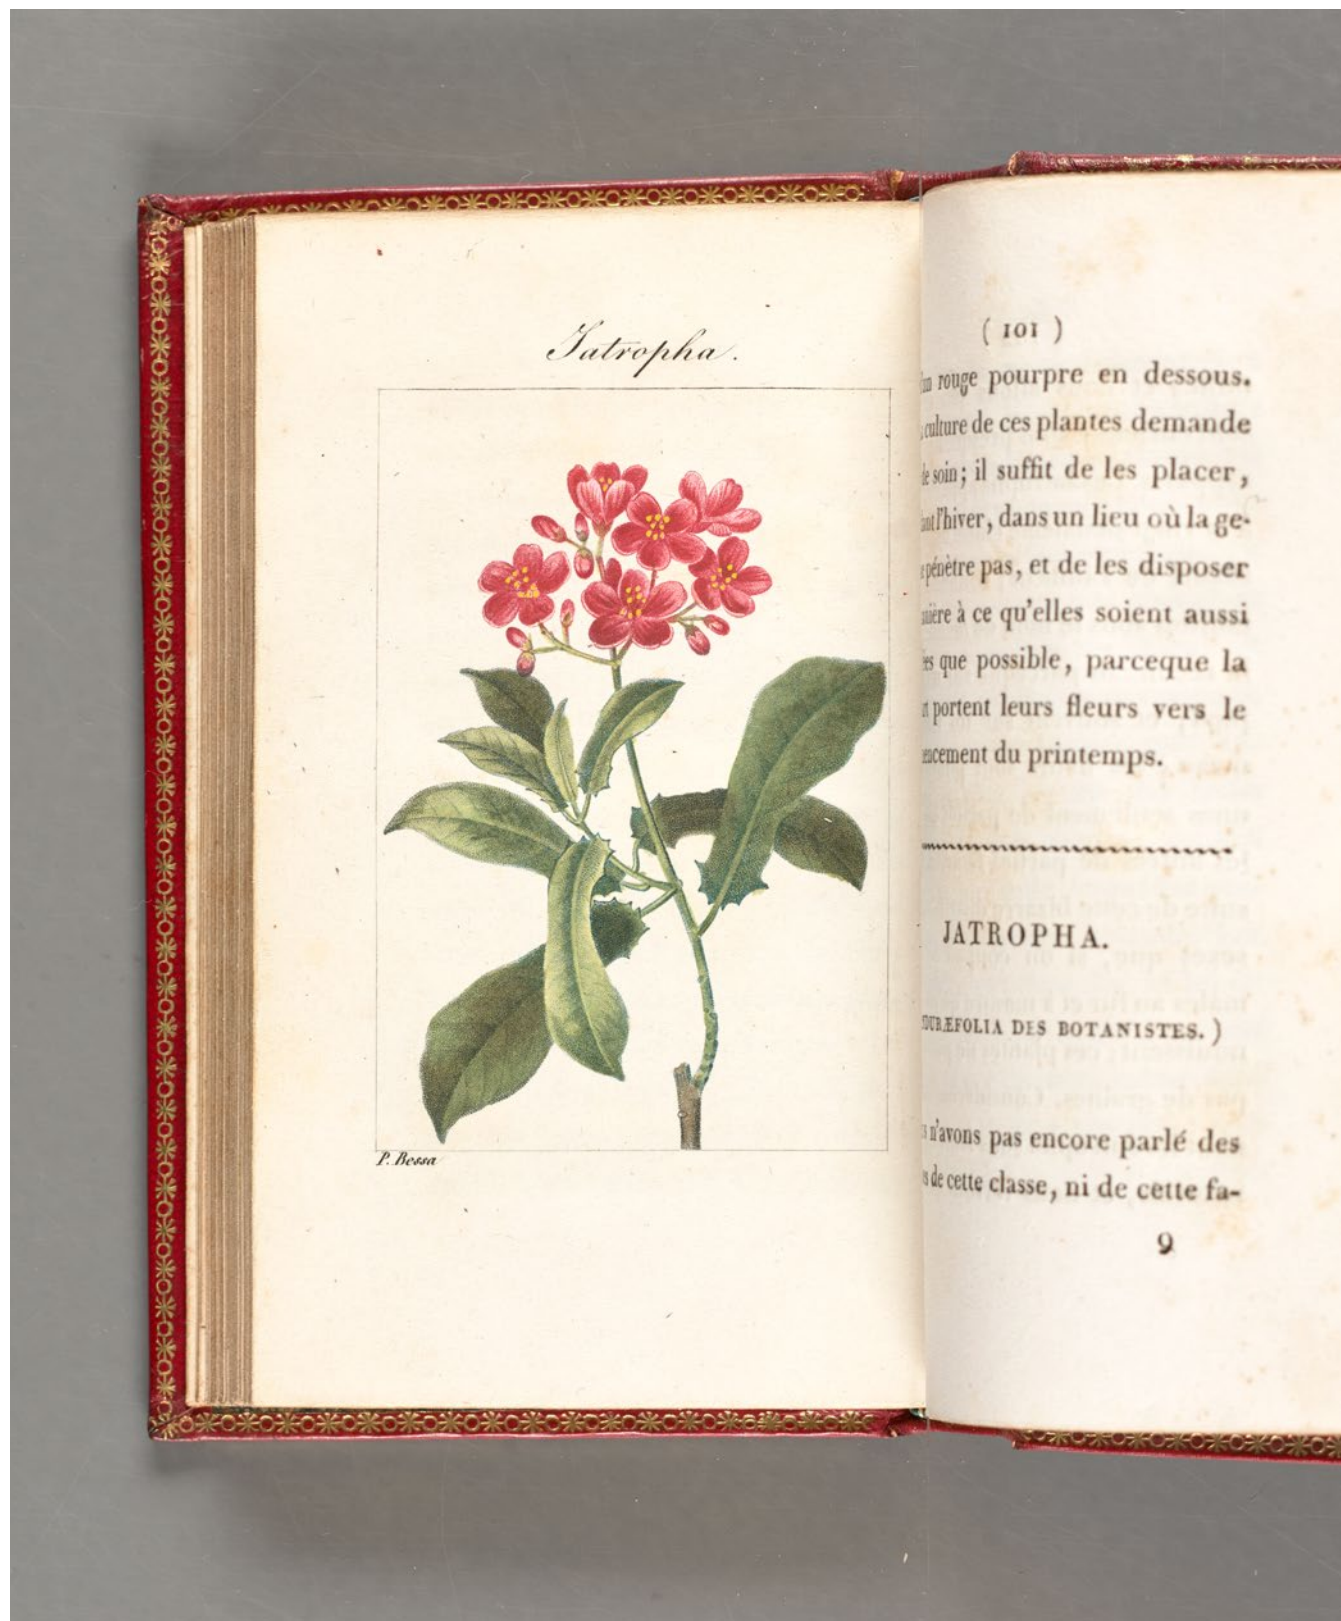 Jatropha.
P. Bessa
( 101 )
rouge pourpre en dessous.
culture de ces plantes demande
soin; il suffit de les placer,
l'hiver, dans un lieu où la ge-
pénètre pas, et de les disposer
à ce qu'elles soient aussi
que possible, parceque la
portent leurs fleurs vers le
du printemps.
JATROPHA.
DES BOTANISTES. )
n'avons pas encore parlé des
de cette classe, ni de cette fa-
9